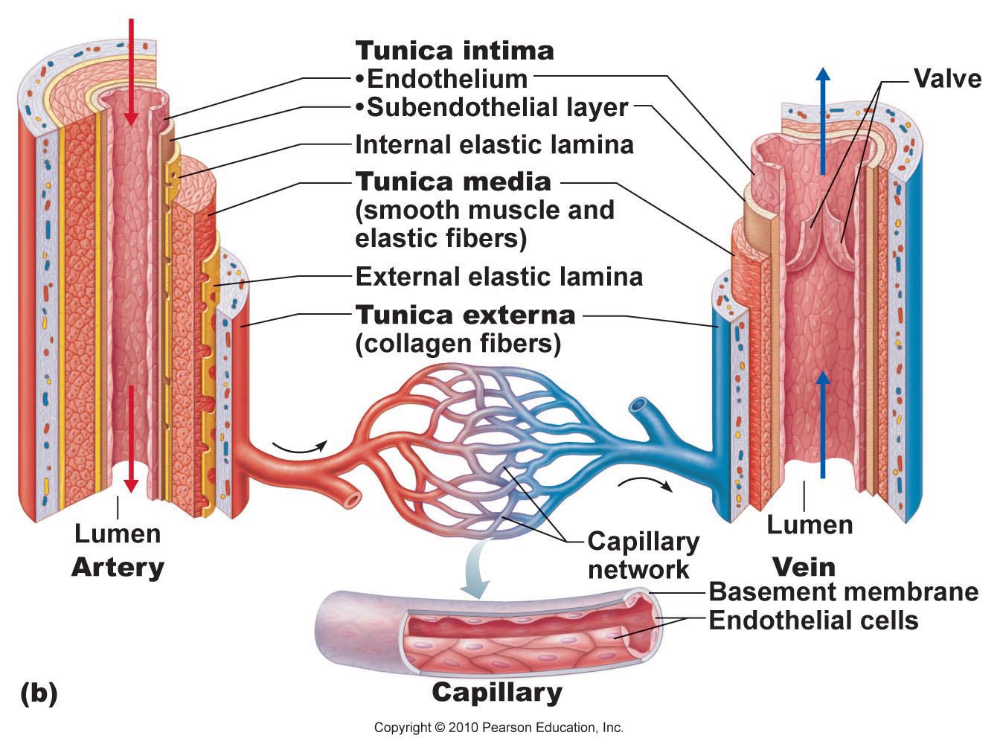 Tunica intima
•Endothelium
•Subendothelial layer
Internal elastic lamina
Tunica media
(smooth muscle and
elastic fibers)
External elastic lamina
Tunica externa
(collagen fibers)
Valve
Lumen
Artery
Lumen
Vein
Capillary
network
Basement membrane
Endothelial cells
Capillary
(b)
Copyright © 2010 Pearson Education, Inc.